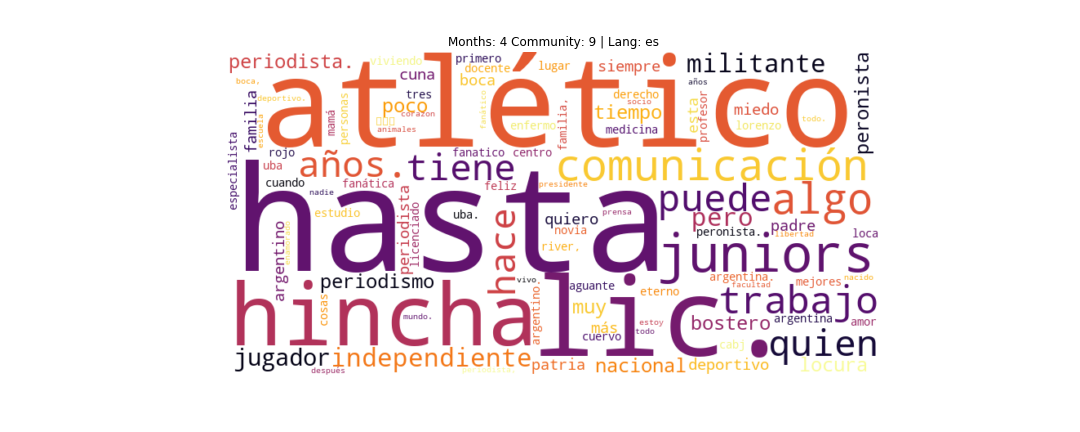 Months: 4 Community: 9 | Lang: es
periodista.
viviendo
primero
docente
lugar
siempre
militante
peronista
atlético
cuna
boca
boca.
deportivo.
escuela
familia
mamá
personas
tres
poco
corazon
animales
fanático
enfermo
familia.
derecho
socio
tiempo
medicina
esta
profesor
miedo
años
lorenzo
todo.
especialista
rojo
uba
años.
tiene
fanatico
centro
comunicación
hasta
cuando
nadie
fanática
feliz
presidente
puede
algo
estudio
periodista
licenciado
uba.
quiero
prensa
novia
pero
padre
peronista.
libertad
loca
argentino
enamorado
hace
river.
juniors
periodismo
vivo.
aguante
eterno
argentina.
facultad
mejores
nacido
hincha
lic.
trabajo
cosas
mundo.
argentino.
muy
más
cuervo
estoy
todo
bostero
argentina
amor
cabj
quien
jugador
independiente
después
patria
nacional
deportivo
locura